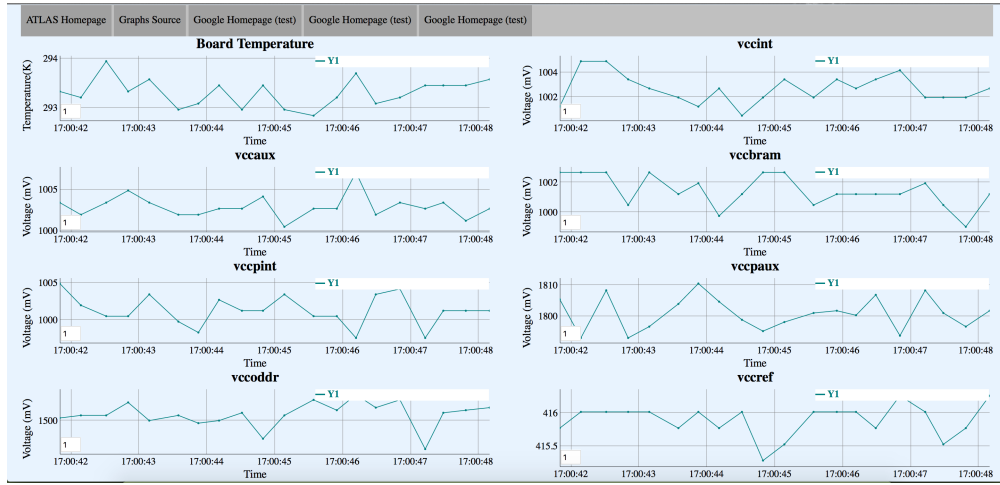 ATLAS Homepage Graphs Source Google Homepage (test) Google Homepage (test) Google Homepage (test)
Board Temperature
Y1
Temperature(K)
294
293
1
17:00:42 17:00:43 17:00:44 17:00:45 17:00:46 17:00:47 17:00:48
Time
vccint
Y1
Voltage (mV)
1004
1002
1
17:00:42 17:00:43 17:00:44 17:00:45 17:00:46 17:00:47 17:00:48
Time
vccaux
Y1
Voltage (mV)
1005
1000
1
17:00:42 17:00:43 17:00:44 17:00:45 17:00:46 17:00:47 17:00:48
Time
vccbram
Y1
Voltage (mV)
1002
1000
1
17:00:42 17:00:43 17:00:44 17:00:45 17:00:46 17:00:47 17:00:48
Time
vccpint
Y1
Voltage (mV)
1005
1000
1
17:00:42 17:00:43 17:00:44 17:00:45 17:00:46 17:00:47 17:00:48
Time
vccpaux
Y1
Voltage (mV)
1810
1800
1
17:00:42 17:00:43 17:00:44 17:00:45 17:00:46 17:00:47 17:00:48
Time
vccoddr
Y1
Voltage (mV)
1500
1
17:00:42 17:00:43 17:00:44 17:00:45 17:00:46 17:00:47 17:00:48
Time
vccref
Y1
Voltage (mV)
416
415.5
1
17:00:42 17:00:43 17:00:44 17:00:45 17:00:46 17:00:47 17:00:48
Time